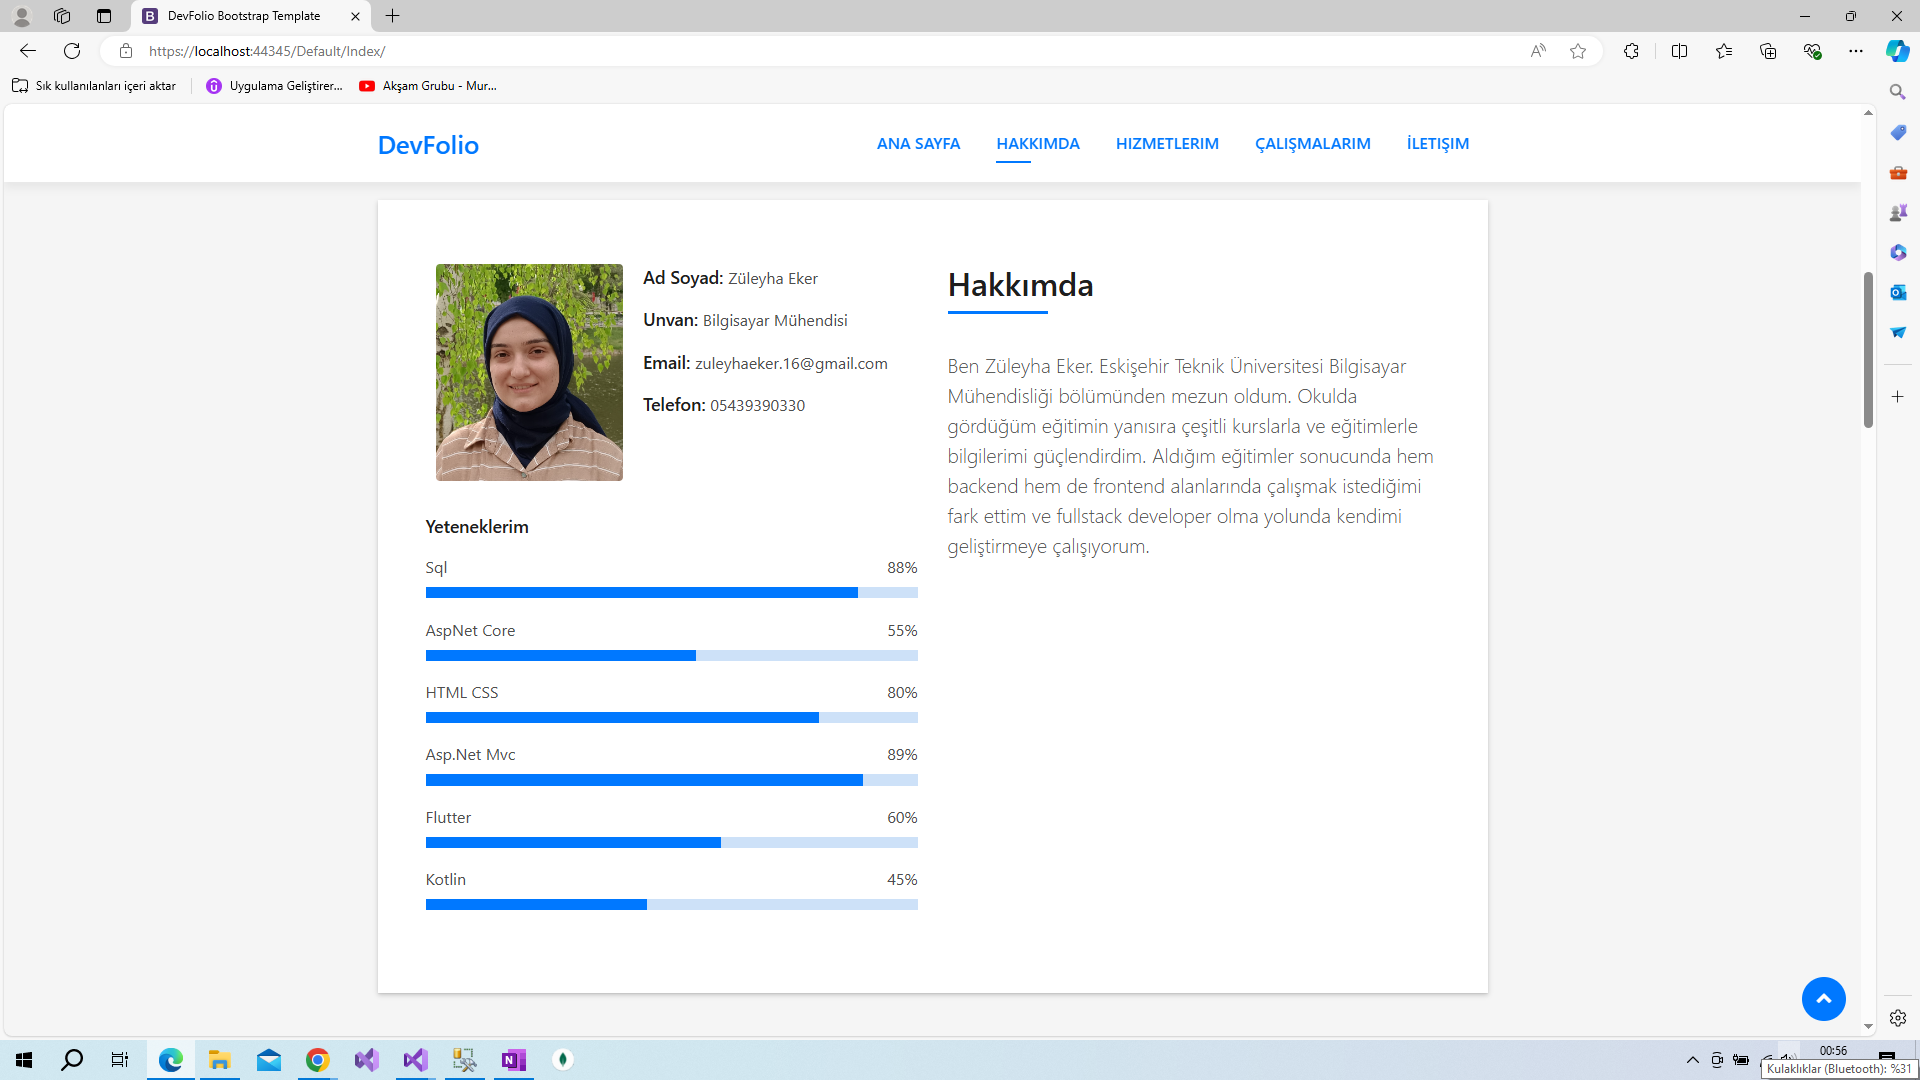 DevFolio Bootstrap Template
https://localhost:44345/Default/Index/
Sık kullanılanları içeri aktar
Uygulama Geliştirer...
Akşam Grubu - Mur...
DevFolio
ANA SAYFA
HAKKIMDA
HIZMETLERIM
ÇALIŞMALARIM
İLETIŞIM
Ad Soyad: Züleyha Eker
Unvan: Bilgisayar Mühendisi
Email: zuleyhaeker.16@gmail.com
Telefon: 05439390330
Yeteneklerim
Sql 88%
AspNet Core 55%
HTML CSS 80%
Asp.Net Mvc 89%
Flutter 60%
Kotlin 45%
Hakkımda
Ben Züleyha Eker. Eskişehir Teknik Üniversitesi Bilgisayar
Mühendisliği bölümünden mezun oldum. Okulda
gördüğüm eğitimin yanısıra çeşitli kurslarla ve eğitimlerle
bilgilerimi güçlendirdim. Aldığım eğitimler sonucunda hem
backend hem de frontend alanlarında çalışmak istediğimi
fark ettim ve fullstack developer olma yolunda kendimi
geliştirmeye çalışıyorum.
00:56
Kulaklıklar (Bluetooth): %31